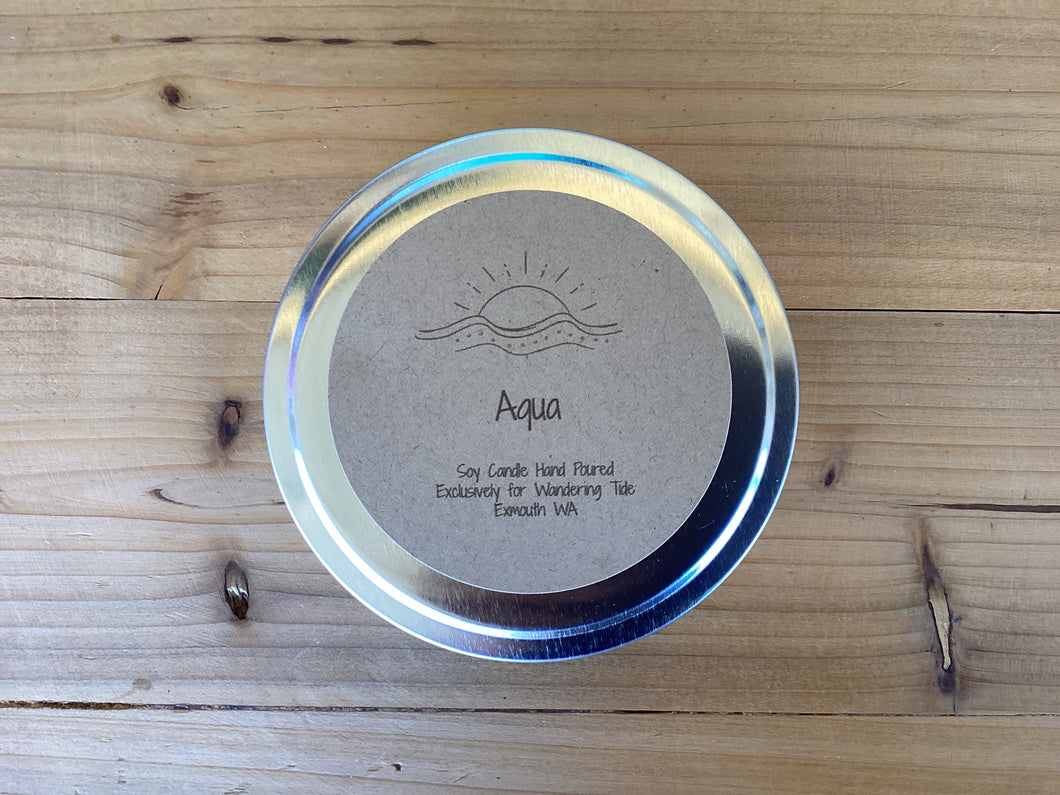 Aqua
Soy Candle Hand Poured
Exclusively for Wandering Tide
Exmouth WA